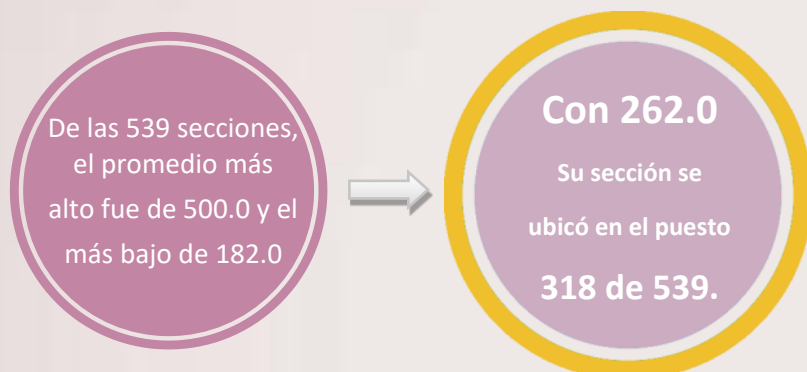 De las 539 secciones,
el promedio más
alto fue de 500.0 y el
más bajo de 182.0
Con 262.0
Su sección se
ubicó en el puesto
318 de 539.